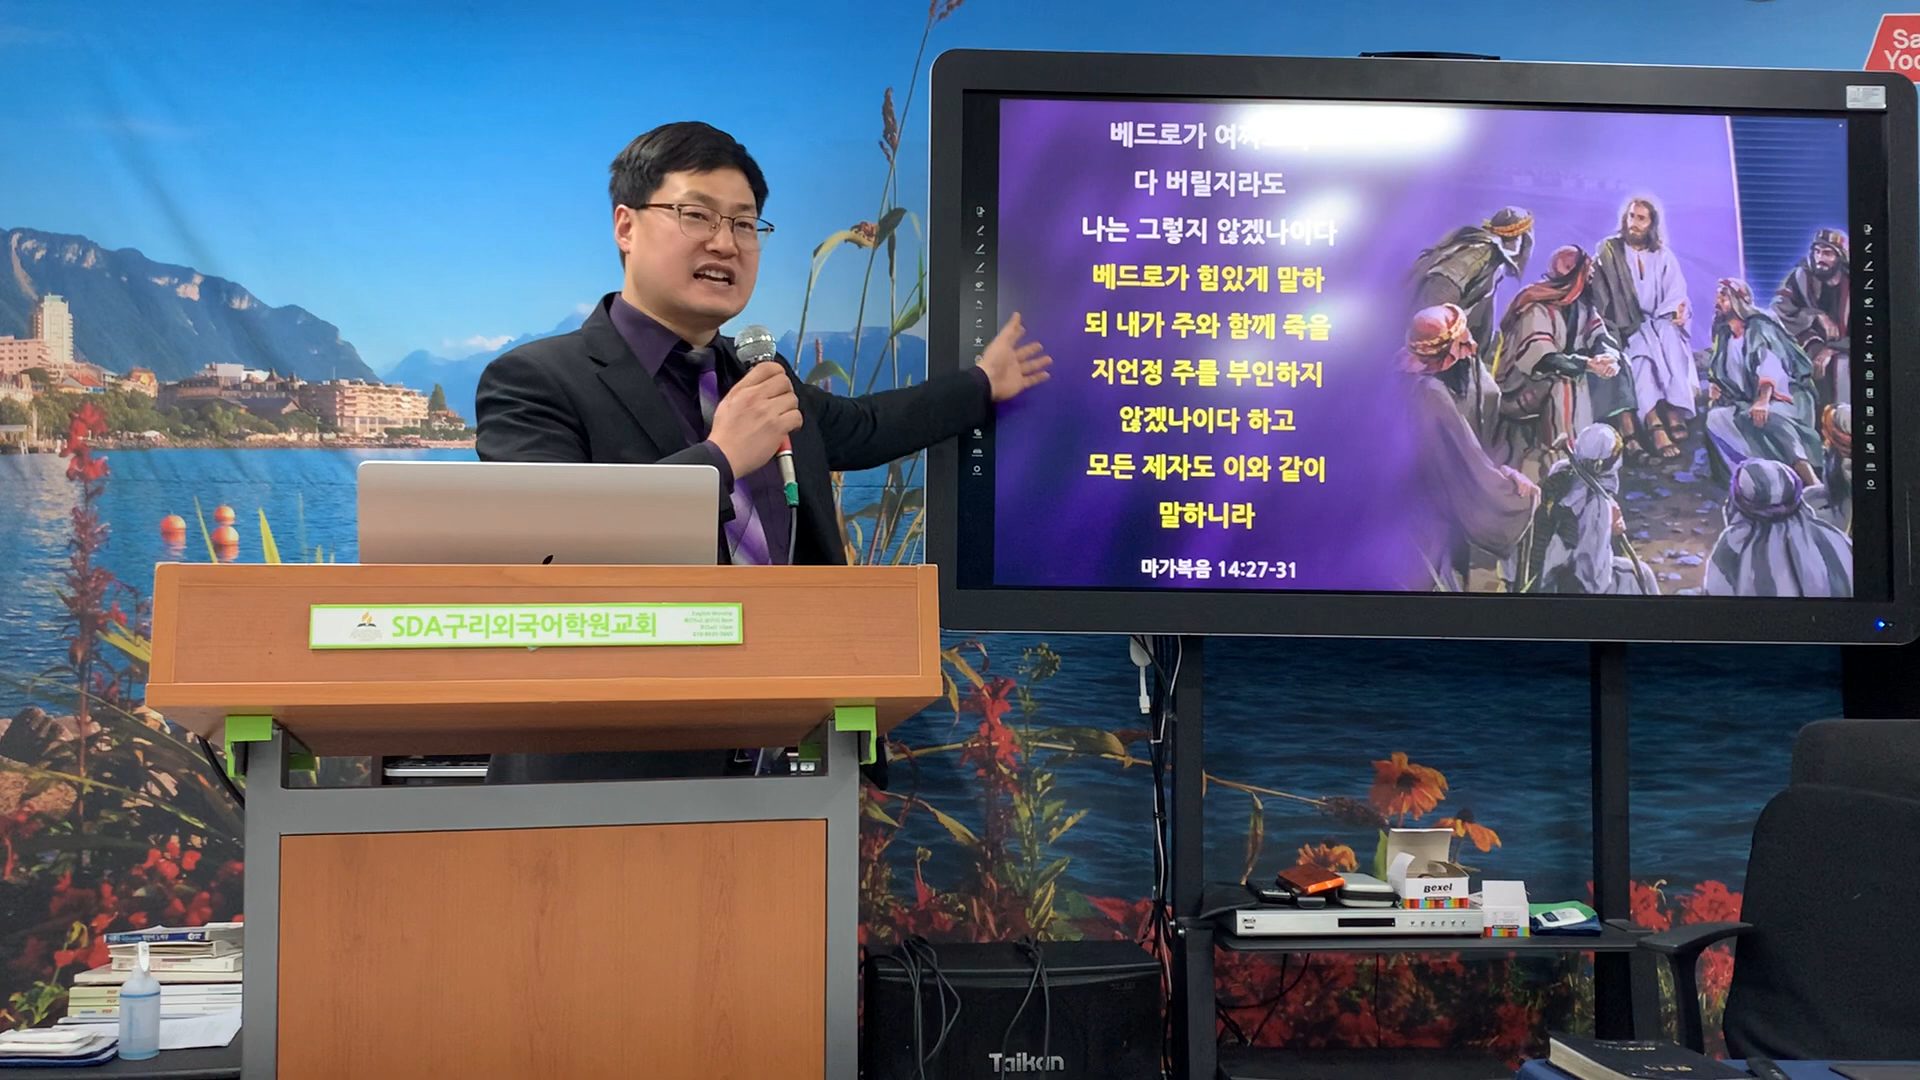 Sa
Yoo
베드로가
다 버릴지라도
나는 그렇지 않겠나이다
베드로가 힘있게 말하
되 내가 주와 함께 죽을
지언정 주를 부인하지
않겠나이다 하고
모든 제자도 이와 같이
말하니라
마가복음 14:27-31
SDA구리외국어학원교회
English Worship
Bexel
Taikan